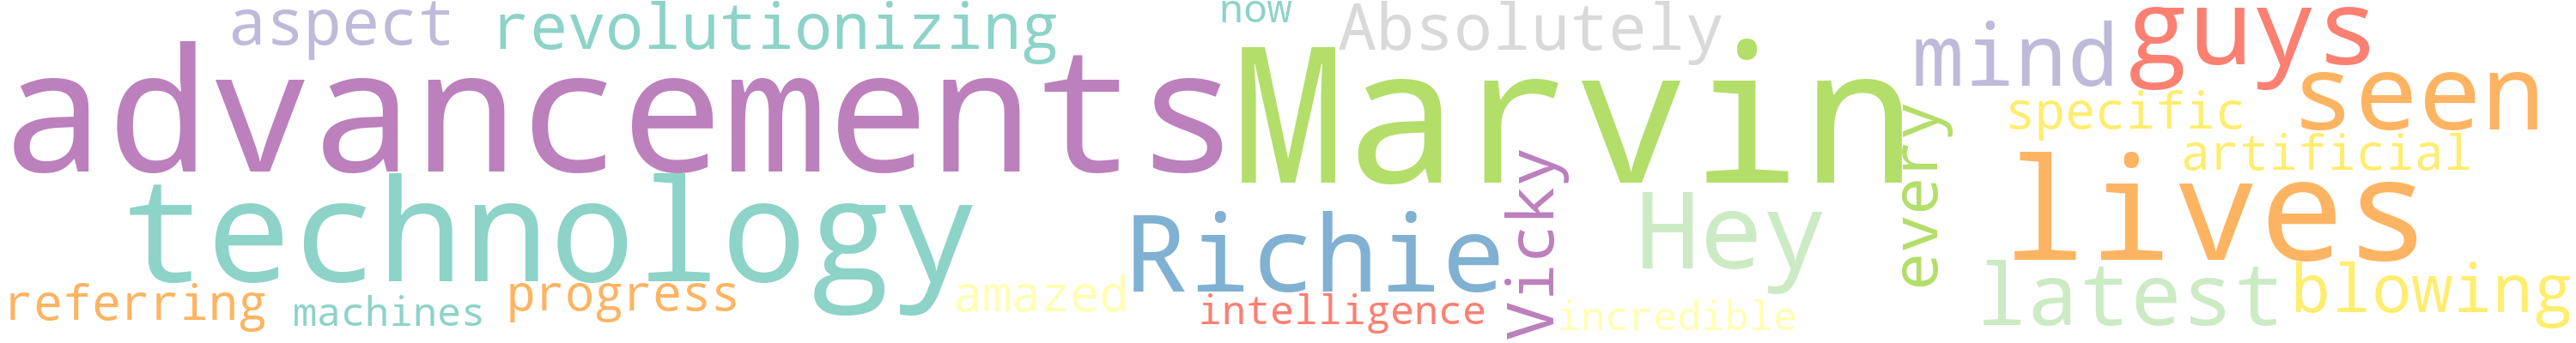 aspect revolutionizing now Absolutely mind guys
advancements Marvin specific seen
technology Richie Vicky Hey every lives artificial
referring machines progress amazed intelligence incredible latest blowing